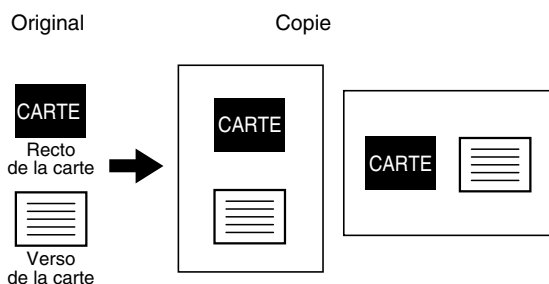 Original
Copie
CARTE
Recto
de la carte
Verso
de la carte
CARTE
CARTE